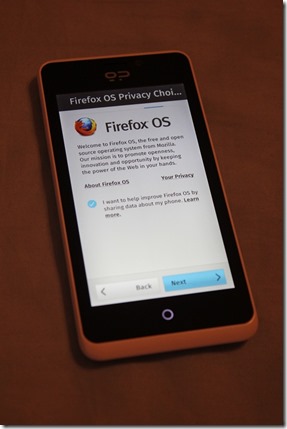 Firefox OS Privacy Choi...
Firefox OS
Welcome to Firefox OS, the free and open
source operating system from Mozilla.
Our mission is to promote openness,
innovation and opportunity by keeping
the power of the Web in your hands.
About Firefox OS Your Privacy
I want to help improve Firefox OS by
sharing data about my phone. Learn
more.
Back Next